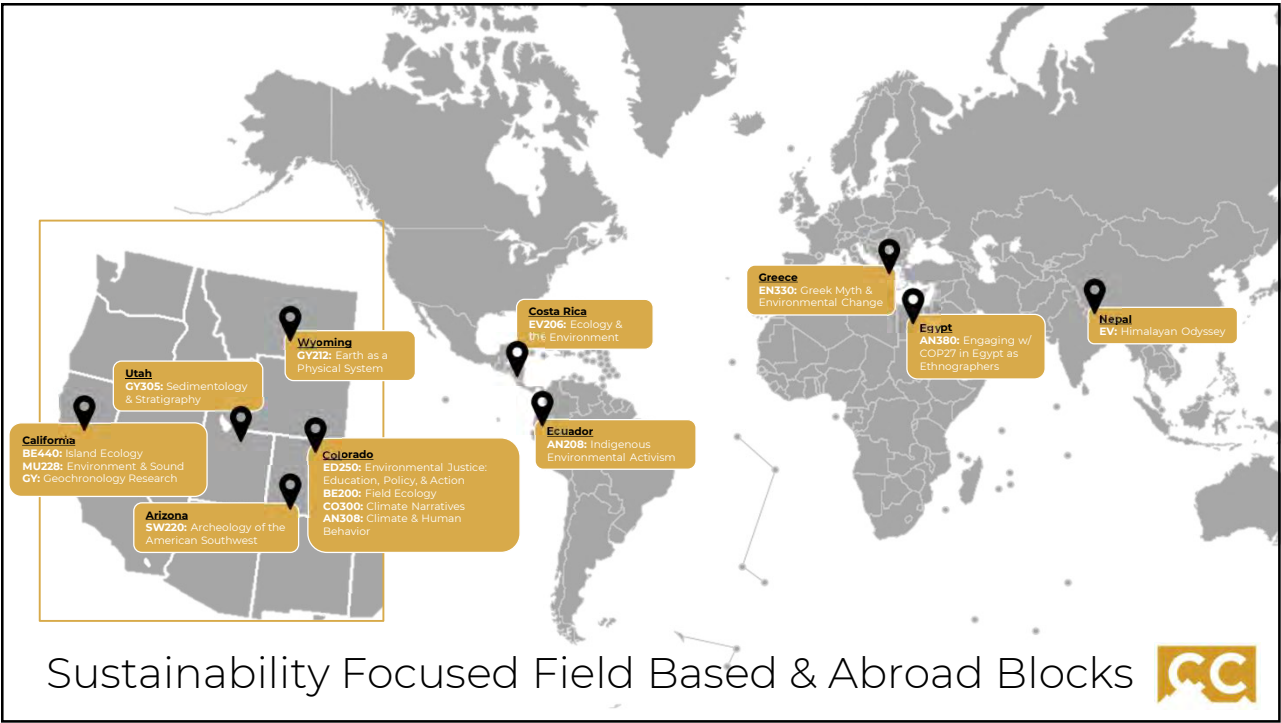 Greece
EN330: Greek Myth &
Environmental Change
Costa Rica
EV206: Ecology &
the Environment
Nepal
EV: Himalayan Odyssey
Egypt
AN380: Engaging w/
COP27 in Egypt as
Ethnographers
Wyoming
GY212: Earth as a
Physical System
Utah
GY305: Sedimentology
& Stratigraphy
California
BE440: Island Ecology
MU228: Environment & Sound
GY: Geochronology Research
Colorado
ED250: Environmental Justice:
Education, Policy, & Action
BE200: Field Ecology
CO300: Climate Narratives
AN308: Climate & Human
Behavior
Ecuador
AN208: Indigenous
Environmental Activism
Arizona
SW220: Archeology of the
American Southwest
Sustainability Focused Field Based & Abroad Blocks
CC